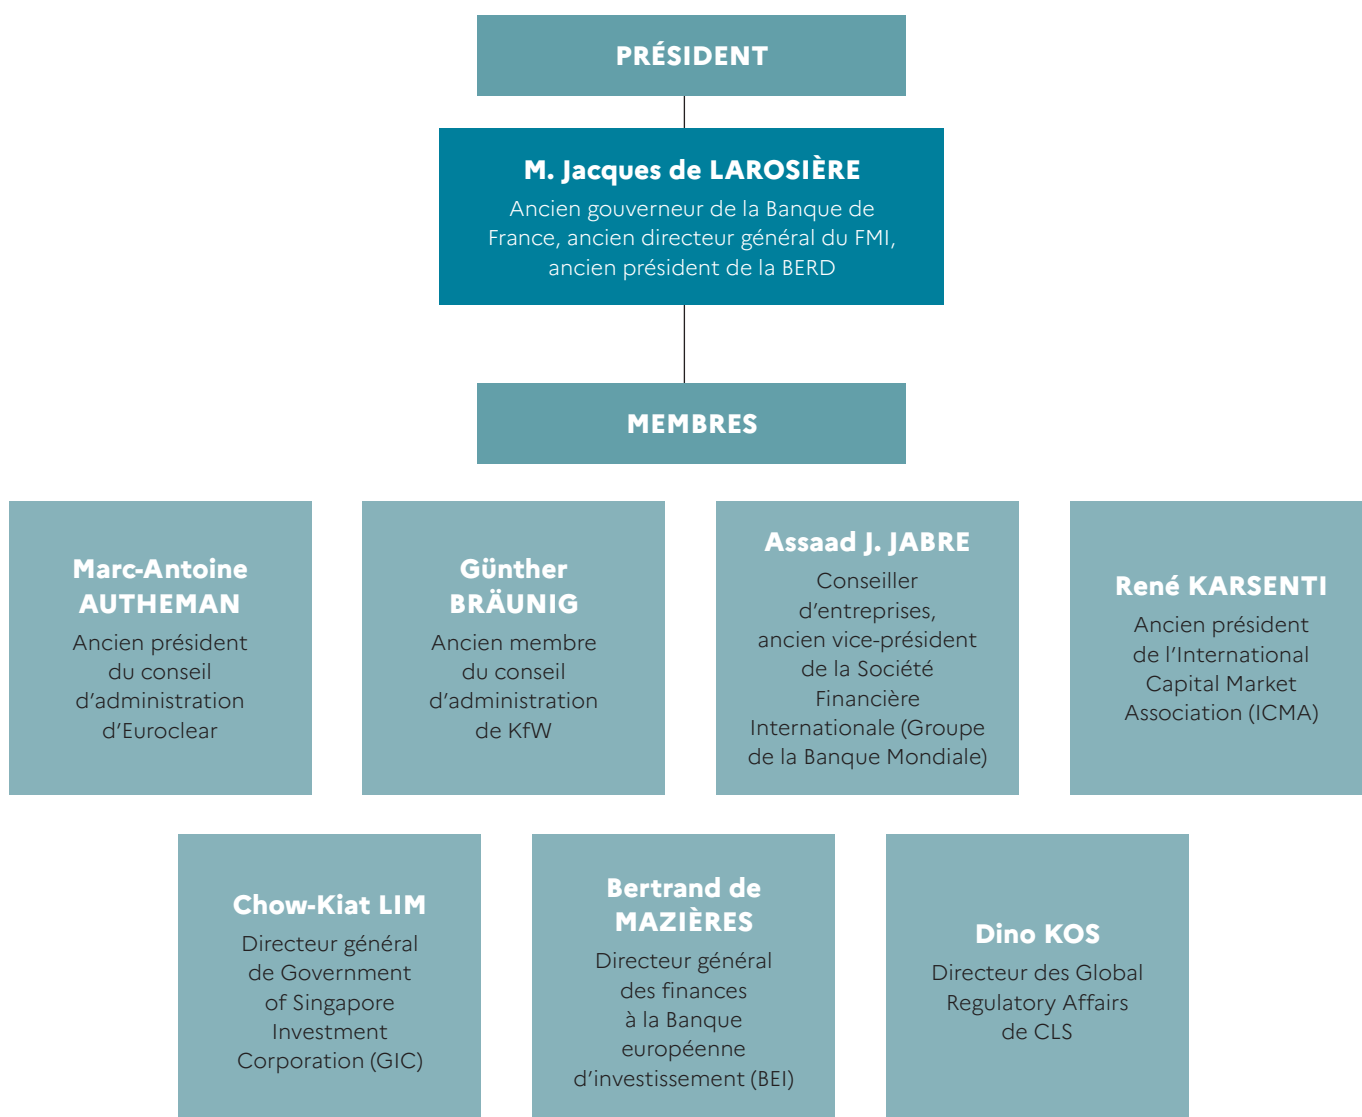 PRÉSIDENT
M. Jacques de LAROSIÈRE
Ancien gouverneur de la Banque de
France, ancien directeur général du FMI,
ancien président de la BERD
MEMBRES
Marc-Antoine
AUTHEMAN
Ancien président
du conseil
d’administration
d’Euroclear
Günther
BRÄUNIG
Ancien membre
du conseil
d’administration
de KfW
Assaad J. JABRE
Conseiller
d’entreprises,
ancien vice-président
de la Société
Financière
Internationale (Groupe
de la Banque Mondiale)
René KARSENTI
Ancien président
de l’International
Capital Market
Association (ICMA)
Chow-Kiat LIM
Directeur général
de Government
of Singapore
Investment
Corporation (GIC)
Bertrand de
MAZIÈRES
Directeur général
des finances
à la Banque
européenne
d’investissement (BEI)
Dino KOS
Directeur des Global
Regulatory Affairs
de CLS